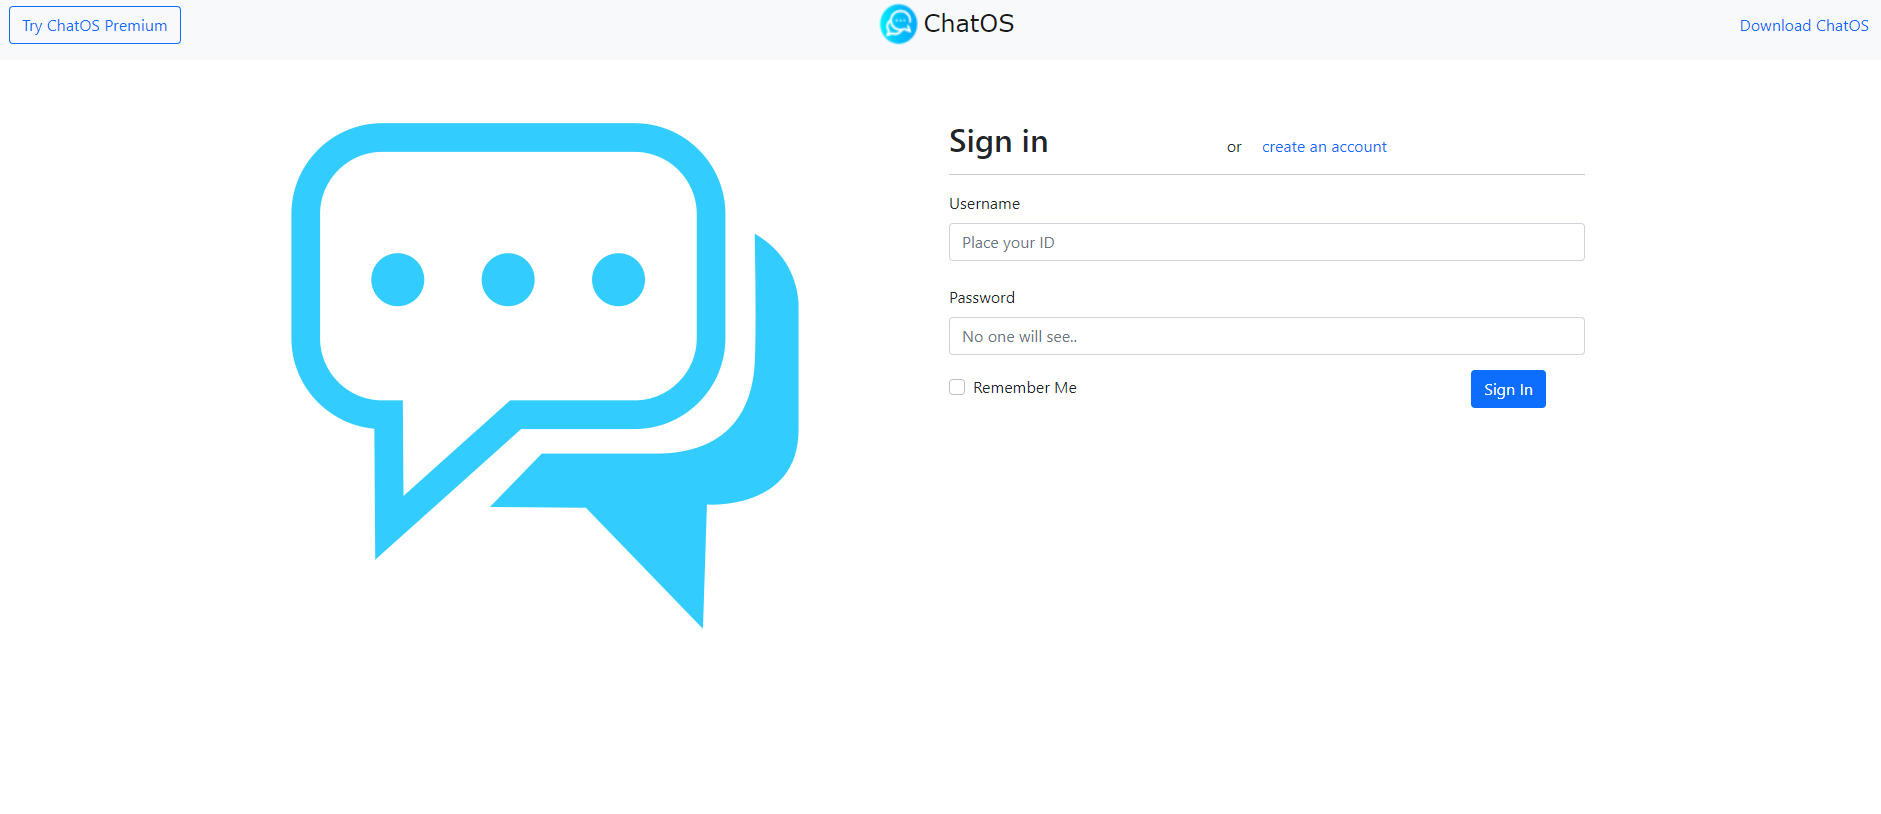 Try ChatOS Premium
ChatOS
Download ChatOS
Sign in
or create an account
Username
Place your ID
Password
No one will see..
Remember Me
Sign In